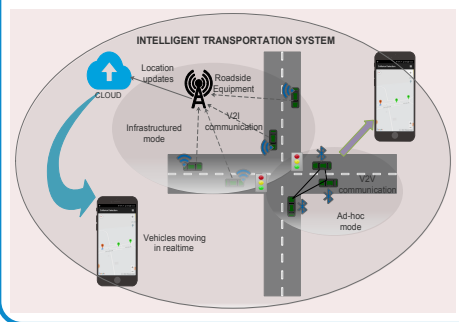 INTELLIGENT TRANSPORTATION SYSTEM
Location
updates
CLOUD
Roadside
Equipment
V2I
communication
Infrastructured
mode
V2V
communication
Ad-hoc
mode
Vehicles moving
in realtime